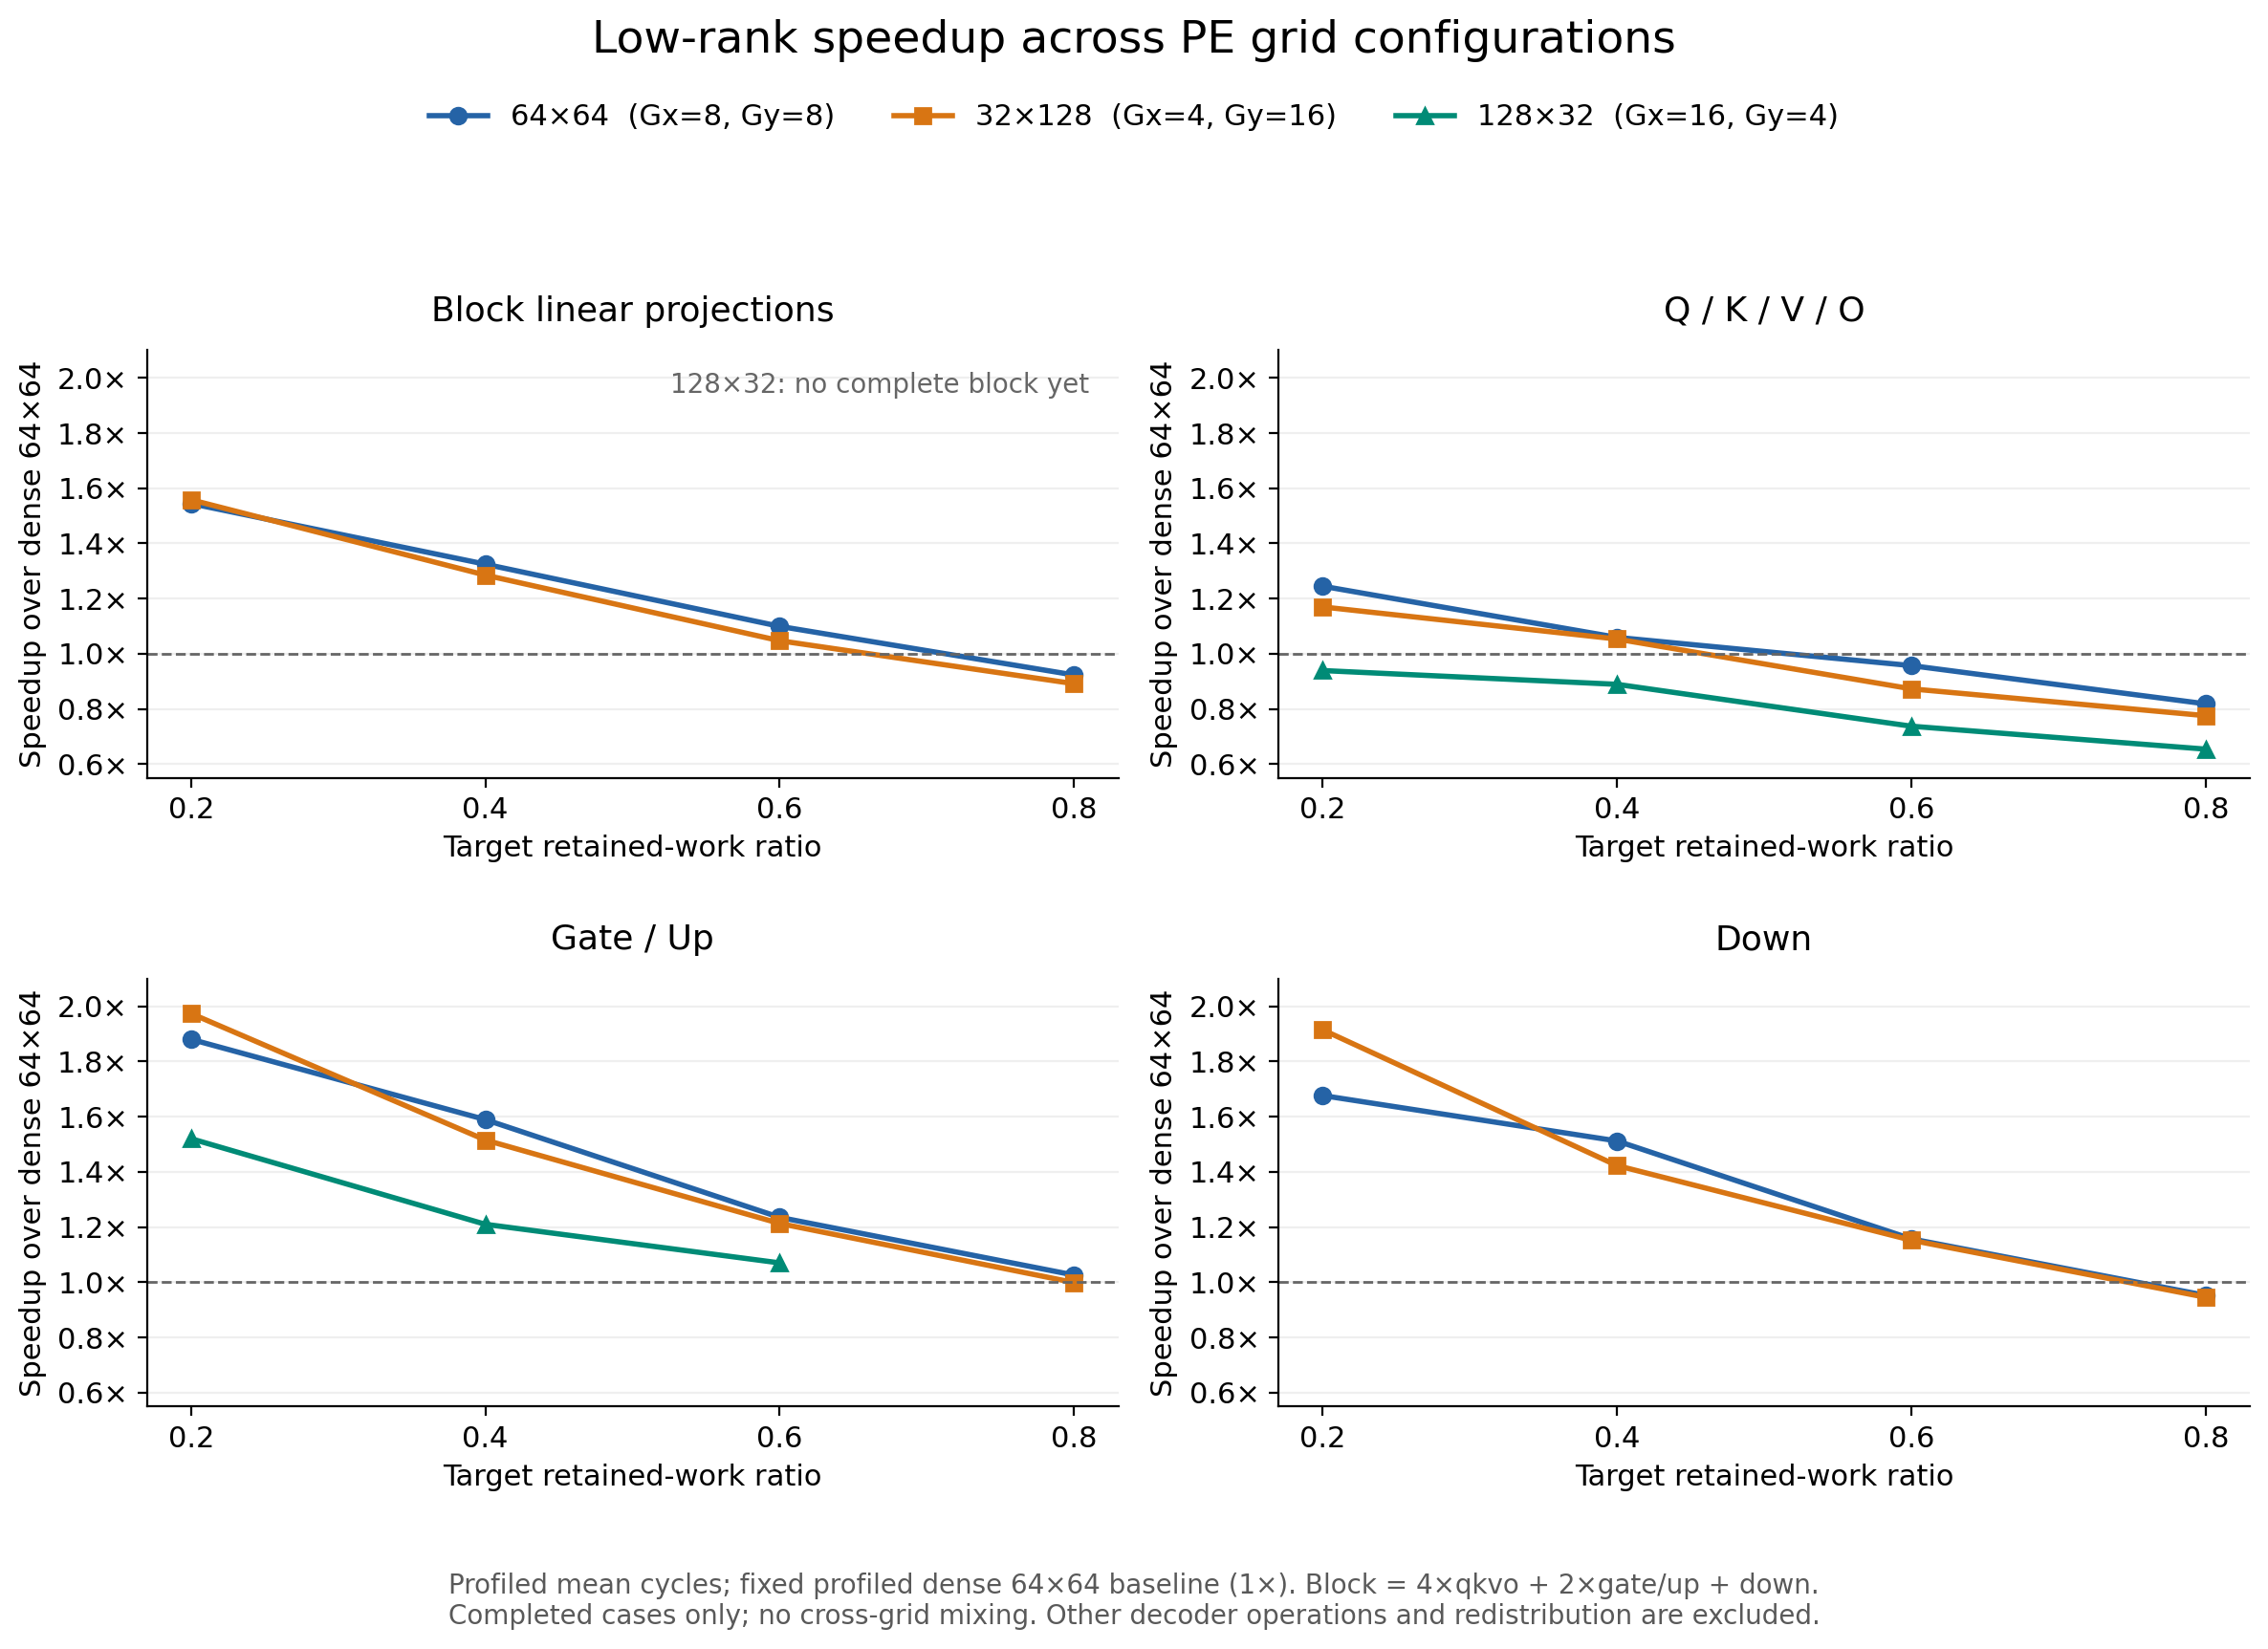 Low-rank speedup across PE grid configurations
64×64  (Gx=8, Gy=8)
32×128  (Gx=4, Gy=16)
128×32  (Gx=16, Gy=4)
Block linear projections
128×32: no complete block yet
Speedup over dense 64×64
2.0×
1.8×
1.6×
1.4×
1.2×
1.0×
0.8×
0.6×
0.2
0.4
0.6
0.8
Target retained-work ratio
Q / K / V / O
Speedup over dense 64×64
2.0×
1.8×
1.6×
1.4×
1.2×
1.0×
0.8×
0.6×
0.2
0.4
0.6
0.8
Target retained-work ratio
Gate / Up
Speedup over dense 64×64
2.0×
1.8×
1.6×
1.4×
1.2×
1.0×
0.8×
0.6×
0.2
0.4
0.6
0.8
Target retained-work ratio
Down
Speedup over dense 64×64
2.0×
1.8×
1.6×
1.4×
1.2×
1.0×
0.8×
0.6×
0.2
0.4
0.6
0.8
Target retained-work ratio
Profiled mean cycles; fixed profiled dense 64×64 baseline (1×). Block = 4×qkvo + 2×gate/up + down.
Completed cases only; no cross-grid mixing. Other decoder operations and redistribution are excluded.